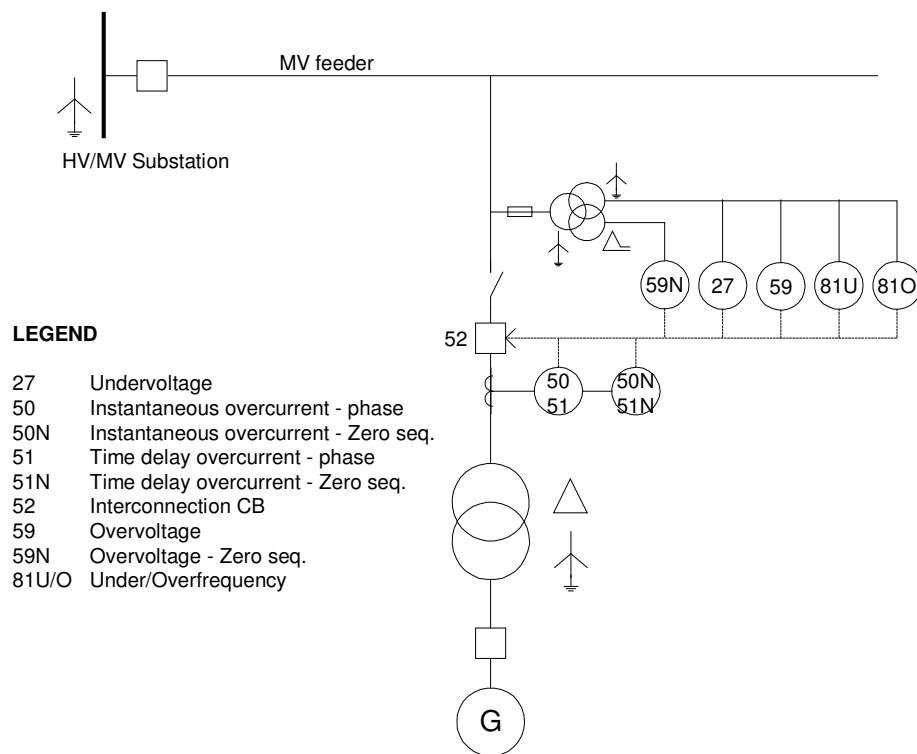 MV feeder
HV/MV Substation
59N 27 59 81U 81O
52
50 50N
51 51N
LEGEND
27 Undervoltage
50 Instantaneous overcurrent - phase
50N Instantaneous overcurrent - Zero seq.
51 Time delay overcurrent - phase
51N Time delay overcurrent - Zero seq.
52 Interconnection CB
59 Overvoltage
59N Overvoltage - Zero seq.
81U/O Under/Overfrequency
G